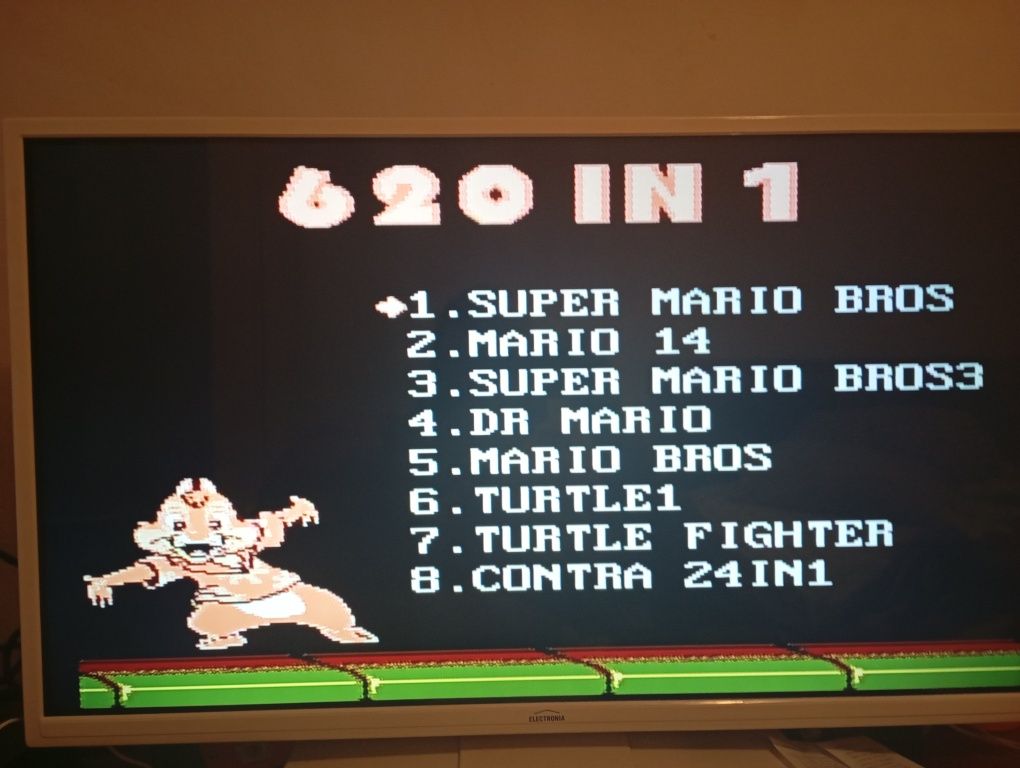 620 IN 1
1.SUPER MARIO BROS
2.MARIO 14
3.SUPER MARIO BROS3
4.DR MARIO
5.MARIO BROS
6.TURTLE1
7.TURTLE FIGHTER
8.CONTRA 24IN1
ELECTRONIA